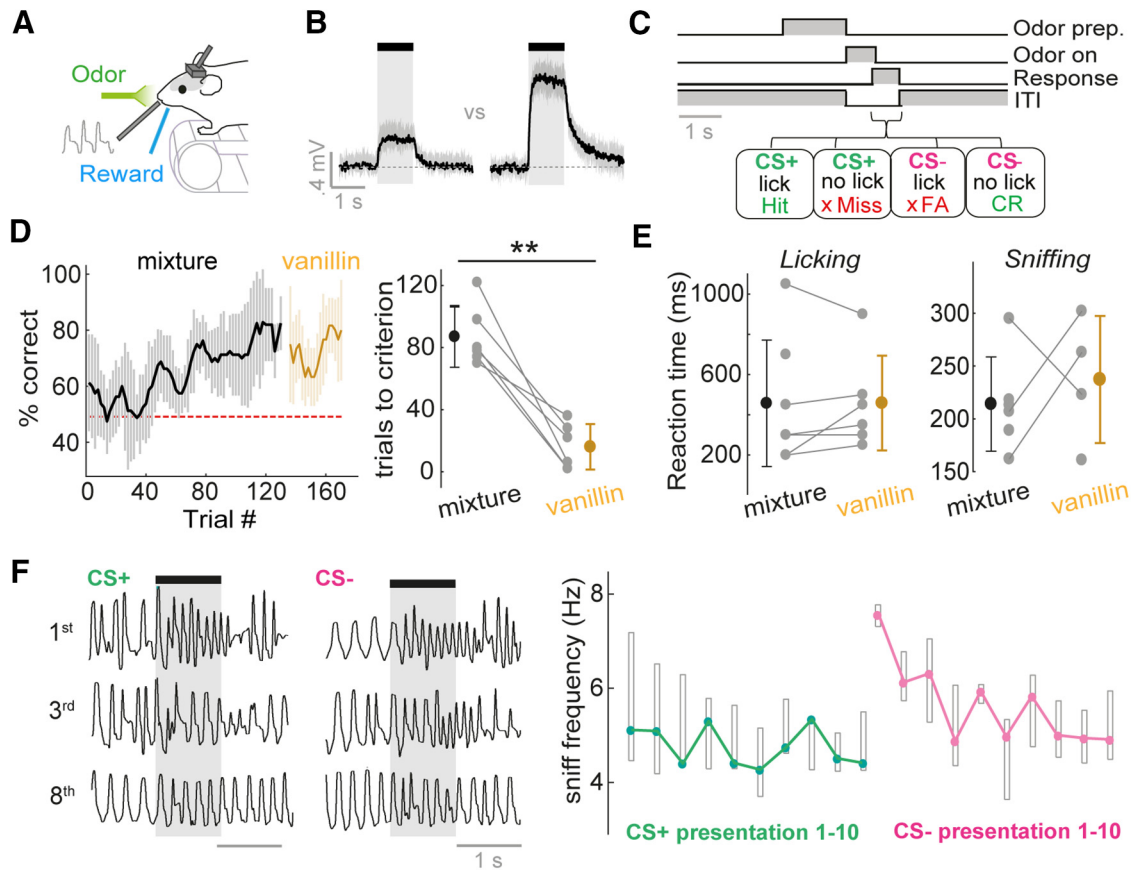 A
Odor
Reward
B
vs
.4 mV
1 s
C
Odor prep.
Odor on
Response
ITI
1 s
CS+
lick
Hit
CS+
no lick
x Miss
CS-
lick
x FA
CS-
no lick
CR
D
mixture
vanillin
100
80
60
40
% correct
0
40
80
120
160
Trial #
**
120
80
40
0
trials to criterion
mixture
vanillin
E
Licking
1000
600
200
Reaction time (ms)
mixture
vanillin
Sniffing
300
250
200
150
mixture
vanillin
F
CS+
CS-
1st
3rd
8th
1 s
8
6
4
sniff frequency (Hz)
CS+ presentation 1-10
CS- presentation 1-10